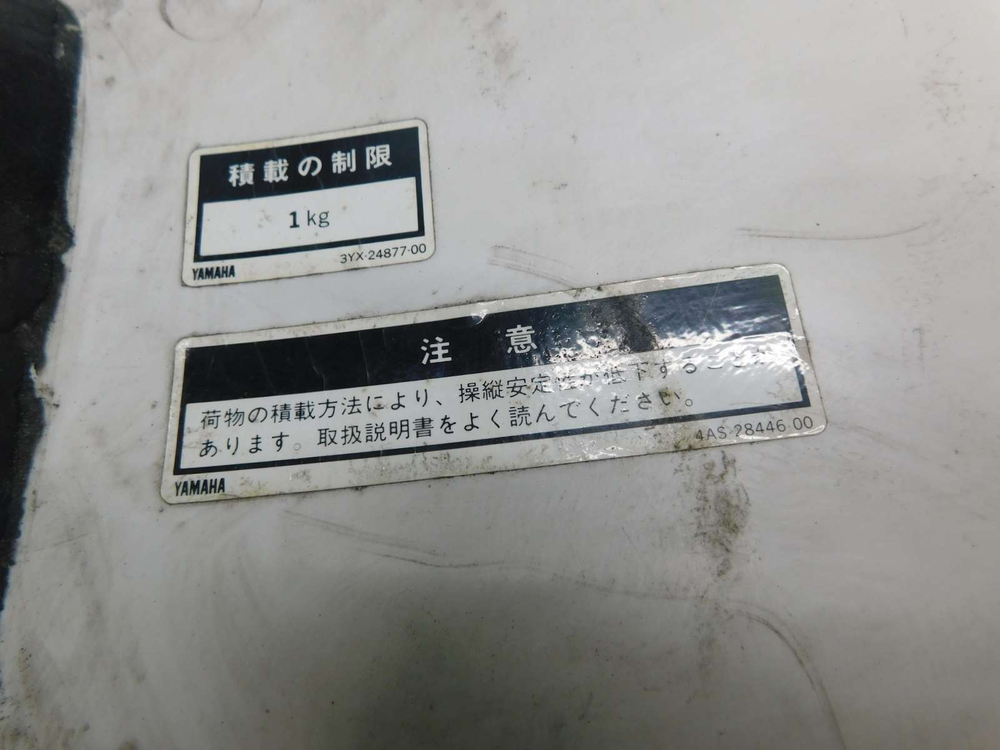 積載の制限
1kg
3YX-24877-00
YAMAHA
注意
荷物の積載方法により、操縦安定性が低下することが
あります。取扱説明書をよく読んでください。
4AS-28446-00
YAMAHA